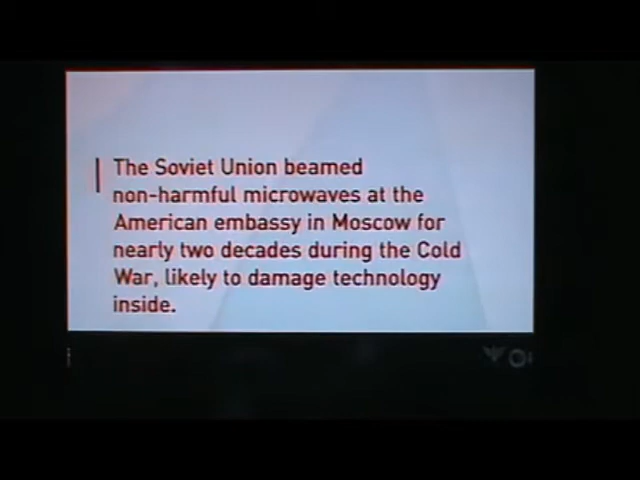 The Soviet Union beamed
non-harmful microwaves at the
American embassy in Moscow for
nearly two decades during the Cold
War, likely to damage technology
inside.